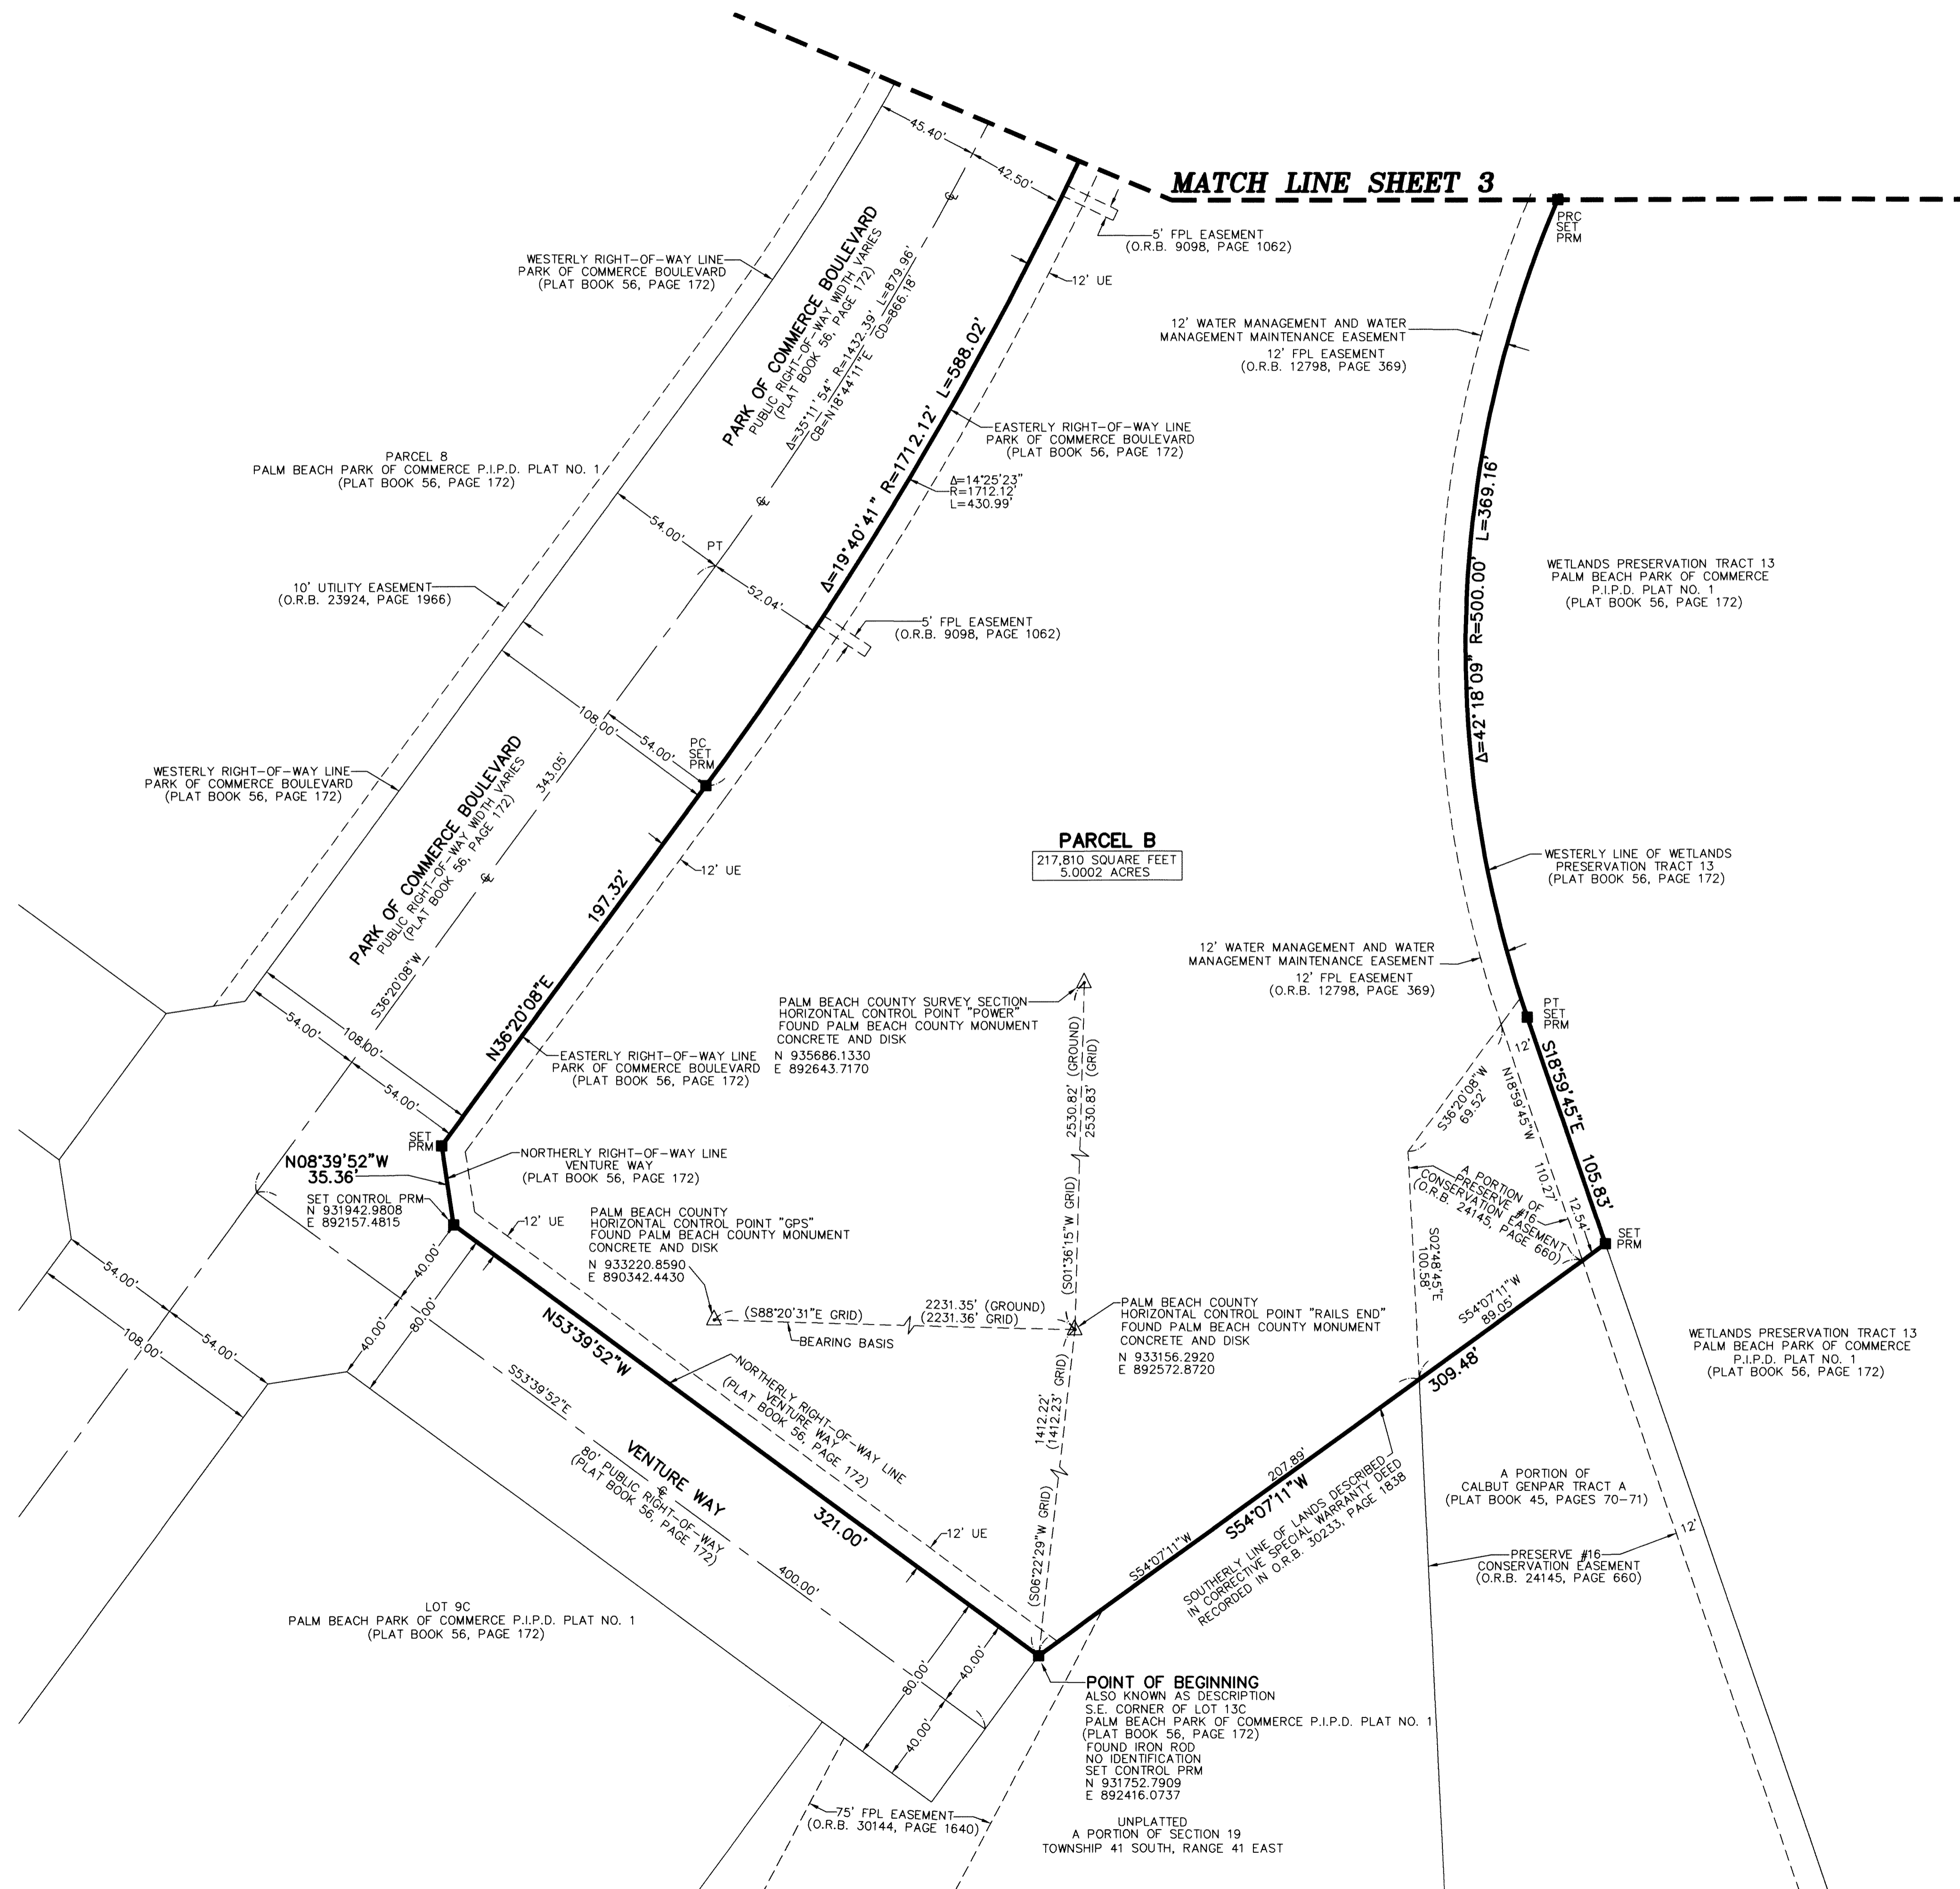 45.40'
42.50'
MATCH LINE SHEET 3
PRC
SET
PRM
5' FPL EASEMENT
(O.R.B. 9098, PAGE 1062)
12' UE
WESTERLY RIGHT-OF-WAY LINE
PARK OF COMMERCE BOULEVARD
(PLAT BOOK 56, PAGE 172)
PARK OF COMMERCE BOULEVARD
PUBLIC RIGHT-OF-WAY WIDTH VARIES
(PLAT BOOK 56, PAGE 172)
Δ=35°11'54" R=1432.39' L=879.96'
CB=N18°44'11"E CD=866.18'
Δ=19°40'41" R=1712.12' L=588.02'
12' WATER MANAGEMENT AND WATER
MANAGEMENT MAINTENANCE EASEMENT
12' FPL EASEMENT
(O.R.B. 12798, PAGE 369)
EASTERLY RIGHT-OF-WAY LINE
PARK OF COMMERCE BOULEVARD
(PLAT BOOK 56, PAGE 172)
Δ=14°25'23"
R=1712.12'
L=430.99'
PARCEL 8
PALM BEACH PARK OF COMMERCE P.I.P.D. PLAT NO. 1
(PLAT BOOK 56, PAGE 172)
54.00'
PT
52.04'
10' UTILITY EASEMENT
(O.R.B. 23924, PAGE 1966)
5' FPL EASEMENT
(O.R.B. 9098, PAGE 1062)
Δ=42°18'09" R=500.00' L=369.16'
WETLANDS PRESERVATION TRACT 13
PALM BEACH PARK OF COMMERCE
P.I.P.D. PLAT NO. 1
(PLAT BOOK 56, PAGE 172)
108.00'
54.00'
PC
SET
PRM
WESTERLY RIGHT-OF-WAY LINE
PARK OF COMMERCE BOULEVARD
(PLAT BOOK 56, PAGE 172)
PARK OF COMMERCE BOULEVARD
PUBLIC RIGHT-OF-WAY WIDTH VARIES
(PLAT BOOK 56, PAGE 172)
343.05'
S36°20'08"W
12' UE
197.32'
N36°20'08"E
PARCEL B
217,810 SQUARE FEET
5.0002 ACRES
WESTERLY LINE OF WETLANDS
PRESERVATION TRACT 13
(PLAT BOOK 56, PAGE 172)
12' WATER MANAGEMENT AND WATER
MANAGEMENT MAINTENANCE EASEMENT
12' FPL EASEMENT
(O.R.B. 12798, PAGE 369)
PT
SET
PRM
54.00'
108.00'
54.00'
EASTERLY RIGHT-OF-WAY LINE
PARK OF COMMERCE BOULEVARD
(PLAT BOOK 56, PAGE 172)
PALM BEACH COUNTY SURVEY SECTION
HORIZONTAL CONTROL POINT "POWER"
FOUND PALM BEACH COUNTY MONUMENT
CONCRETE AND DISK
N 935686.1330
E 892643.7170
2530.82' (GROUND)
2530.83' (GRID)
(S01°36'15"W GRID)
12'
S18°59'45"E
105.83'
S36°20'08"W
69.52'
N18°59'45"W
110.27'
12.54'
A PORTION OF
PRESERVE #16
CONSERVATION EASEMENT
(O.R.B. 24145, PAGE 660)
S02°48'45"E
100.58'
SET
PRM
SET
PRM
N08°39'52"W
35.36'
NORTHERLY RIGHT-OF-WAY LINE
VENTURE WAY
(PLAT BOOK 56, PAGE 172)
SET CONTROL PRM
N 931942.9808
E 892157.4815
12' UE
PALM BEACH COUNTY
HORIZONTAL CONTROL POINT "GPS"
FOUND PALM BEACH COUNTY MONUMENT
CONCRETE AND DISK
N 933220.8590
E 890342.4430
(S88°20'31"E GRID)
2231.35' (GROUND)
(2231.36' GRID)
BEARING BASIS
PALM BEACH COUNTY
HORIZONTAL CONTROL POINT "RAILS END"
FOUND PALM BEACH COUNTY MONUMENT
CONCRETE AND DISK
N 933156.2920
E 892572.8720
S54°07'11"W
89.05'
309.48'
WETLANDS PRESERVATION TRACT 13
PALM BEACH PARK OF COMMERCE
P.I.P.D. PLAT NO. 1
(PLAT BOOK 56, PAGE 172)
54.00'
108.00'
54.00'
40.00'
40.00'
80.00'
N53°39'52"W
S53°39'52"E
NORTHERLY RIGHT-OF-WAY LINE
VENTURE WAY
(PLAT BOOK 56, PAGE 172)
1412.22'
(1412.23' GRID)
(S06°22'29"W GRID)
VENTURE WAY
80' PUBLIC RIGHT-OF-WAY
(PLAT BOOK 56, PAGE 172)
321.00'
400.00'
12' UE
207.89'
S54°07'11"W
S54°07'11"W
SOUTHERLY LINE OF LANDS DESCRIBED
IN CORRECTIVE SPECIAL WARRANTY DEED
RECORDED IN O.R.B. 30233, PAGE 1838
A PORTION OF
CALBUT GENPAR TRACT A
(PLAT BOOK 45, PAGES 70-71)
12'
PRESERVE #16
CONSERVATION EASEMENT
(O.R.B. 24145, PAGE 660)
LOT 9C
PALM BEACH PARK OF COMMERCE P.I.P.D. PLAT NO. 1
(PLAT BOOK 56, PAGE 172)
80.00'
40.00'
40.00'
POINT OF BEGINNING
ALSO KNOWN AS DESCRIPTION
S.E. CORNER OF LOT 13C
PALM BEACH PARK OF COMMERCE P.I.P.D. PLAT NO. 1
(PLAT BOOK 56, PAGE 172)
FOUND IRON ROD
NO IDENTIFICATION
SET CONTROL PRM
N 931752.7909
E 892416.0737
75' FPL EASEMENT
(O.R.B. 30144, PAGE 1640)
UNPLATTED
A PORTION OF SECTION 19
TOWNSHIP 41 SOUTH, RANGE 41 EAST